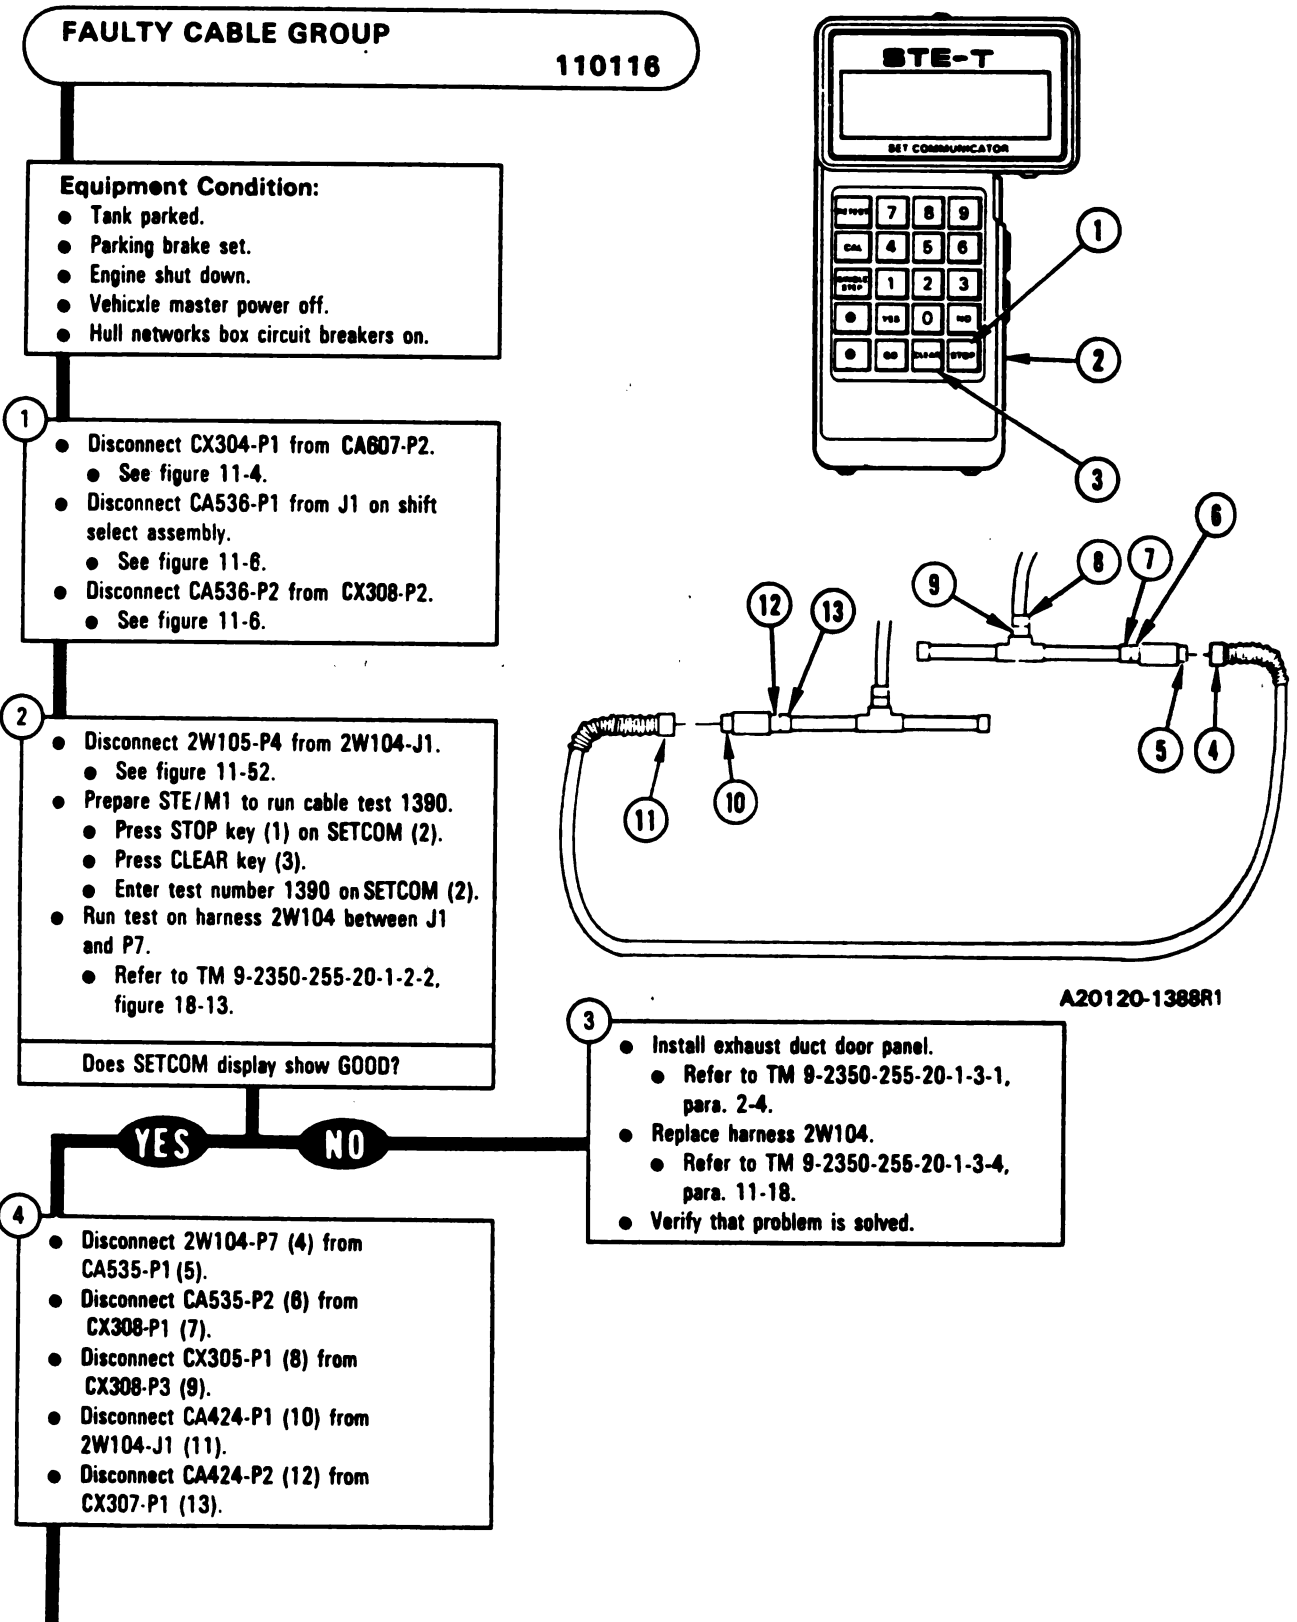 FAULTY CABLE GROUP
110116
Equipment Condition:
● Tank parked.
● Parking brake set.
● Engine shut down.
● Vehicxle master power off.
● Hull networks box circuit breakers on.
1
● Disconnect CX304-P1 from CA607-P2.
● See figure 11-4.
● Disconnect CA536-P1 from J1 on shift
select assembly.
● See figure 11-6.
● Disconnect CA536-P2 from CX308-P2.
● See figure 11-6.
2
● Disconnect 2W105-P4 from 2W104-J1.
● See figure 11-52.
● Prepare STE/M1 to run cable test 1390.
● Press STOP key (1) on SETCOM (2).
● Press CLEAR key (3).
● Enter test number 1390 on SETCOM (2).
● Run test on harness 2W104 between J1
and P7.
● Refer to TM 9-2350-255-20-1-2-2,
figure 18-13.
Does SETCOM display show GOOD?
YES
NO
3
● Install exhaust duct door panel.
● Refer to TM 9-2350-255-20-1-3-1,
para. 2-4.
● Replace harness 2W104.
● Refer to TM 9-2350-255-20-1-3-4,
para. 11-18.
● Verify that problem is solved.
4
● Disconnect 2W104-P7 (4) from
CA535-P1 (5).
● Disconnect CA535-P2 (6) from
CX308-P1 (7).
● Disconnect CX305-P1 (8) from
CX308-P3 (9).
● Disconnect CA424-P1 (10) from
2W104-J1 (11).
● Disconnect CA424-P2 (12) from
CX307-P1 (13).
STE-T
SET COMMUNICATOR
7 8 9
CAL 4 5 6
STEP 1 2 3
YES 0 NO
GO CLEAR STOP
1
2
3
6
7
8
9
12
13
5
4
10
11
A20120-1388R1